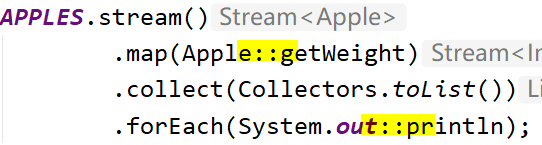 APPLES.stream() Stream<Apple>
.map(Apple::getWeight) Stream<In
.collect(Collectors.toList()) Li
.forEach(System.out::println);